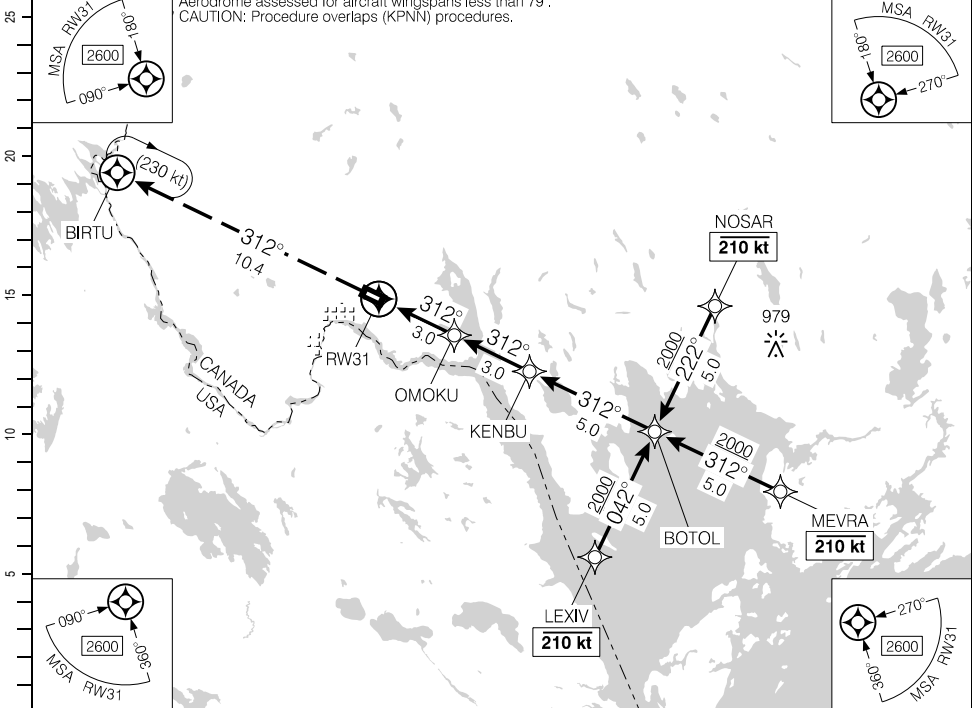 Aerodrome assessed for aircraft wingspans less than 79'.
CAUTION: Procedure overlaps (KPNN) procedures.
25
MSA RW31
180°
2600
090°
MSA RW31
180°
2600
270°
20
(230 kt)
BIRTU
312°
10.4
NOSAR
210 kt
15
312°
3.0
RW31
979
2000
222°
5.0
312°
3.0
OMOKU
CANADA
USA
312°
5.0
KENBU
10
2000
312°
5.0
2000
042°
5.0
MEVRA
210 kt
BOTOL
5
LEXIV
210 kt
090°
2600
360°
MSA RW31
270°
2600
360°
MSA RW31